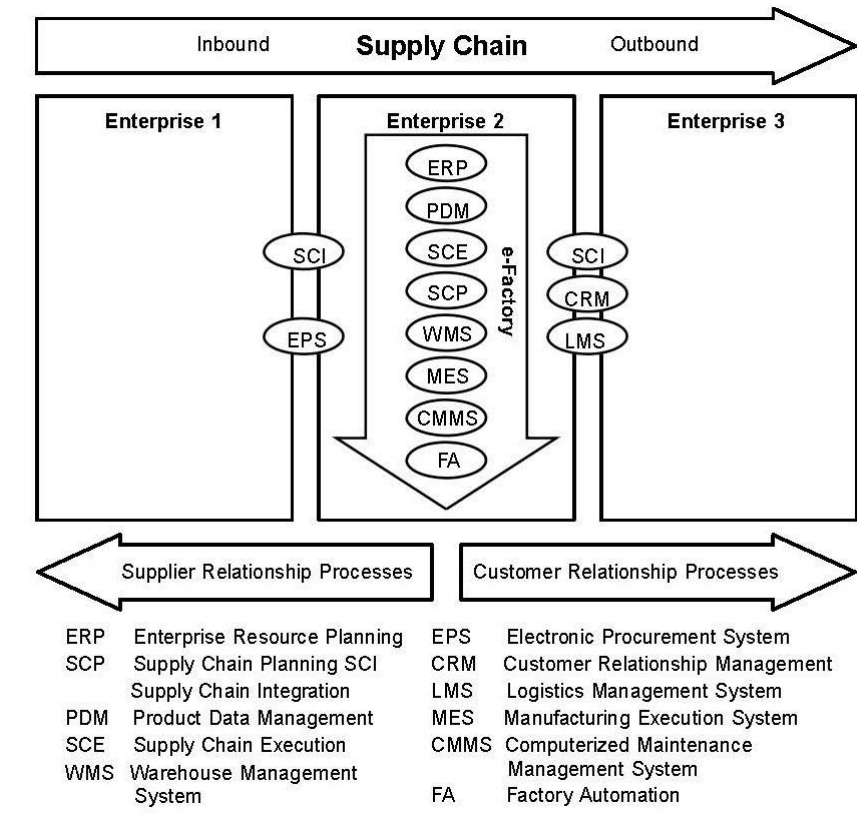 Inbound Supply Chain Outbound
Enterprise 1 Enterprise 2 Enterprise 3
ERP
PDM
SCE
SCP
WMS
MES
CMMS
FA
e-Factory
SCI
EPS
SCI
CRM
LMS
Supplier Relationship Processes
Customer Relationship Processes
ERP Enterprise Resource Planning
SCP Supply Chain Planning SCI
Supply Chain Integration
PDM Product Data Management
SCE Supply Chain Execution
WMS Warehouse Management
System
EPS Electronic Procurement System
CRM Customer Relationship Management
LMS Logistics Management System
MES Manufacturing Execution System
CMMS Computerized Maintenance
Management System
FA Factory Automation